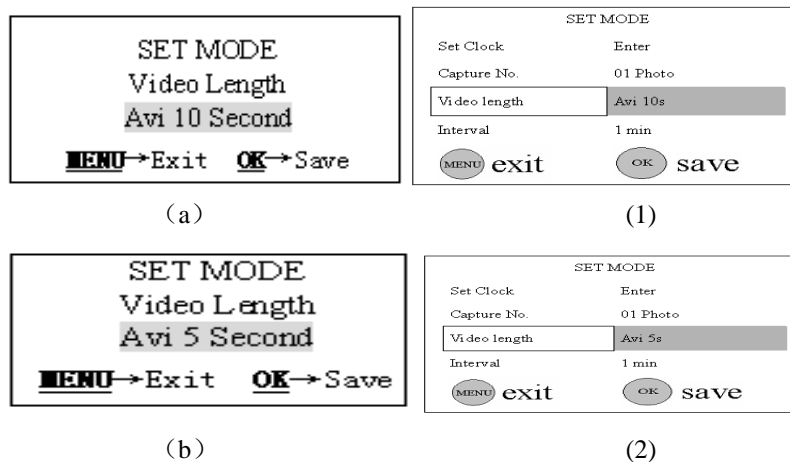 SET MODE
Video Length
Avi 10 Second
MENU→Exit OK→Save
(a)
SET MODE
Set Clock Enter
Capture No. 01 Photo
Video length Avi 10s
Interval 1 min
MENU exit OK save
(1)
SET MODE
Video Length
Avi 5 Second
MENU→Exit OK→Save
(b)
SET MODE
Set Clock Enter
Capture No. 01 Photo
Video length Avi 5s
Interval 1 min
MENU exit OK save
(2)